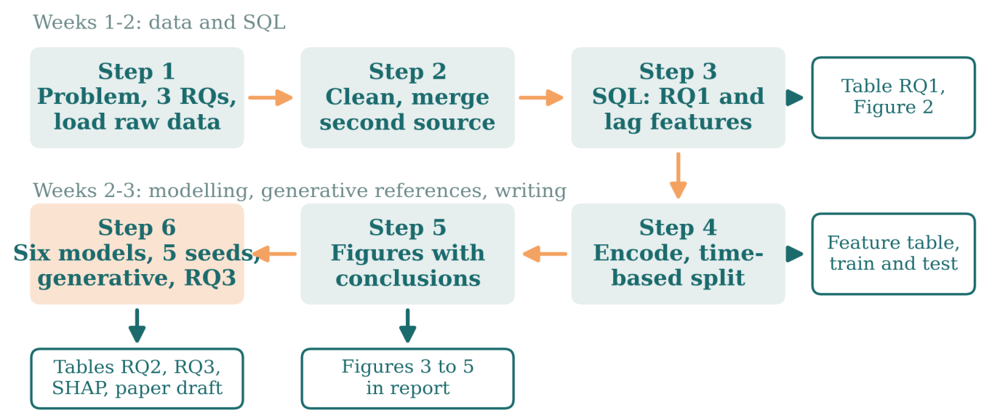 Weeks 1-2: data and SQL
Step 1
Problem, 3 RQs,
load raw data
Step 2
Clean, merge
second source
Step 3
SQL: RQ1 and
lag features
Table RQ1,
Figure 2
Weeks 2-3: modelling, generative references, writing
Step 6
Six models, 5 seeds,
generative, RQ3
Step 5
Figures with
conclusions
Step 4
Encode, time-
based split
Feature table,
train and test
Tables RQ2, RQ3,
SHAP, paper draft
Figures 3 to 5
in report